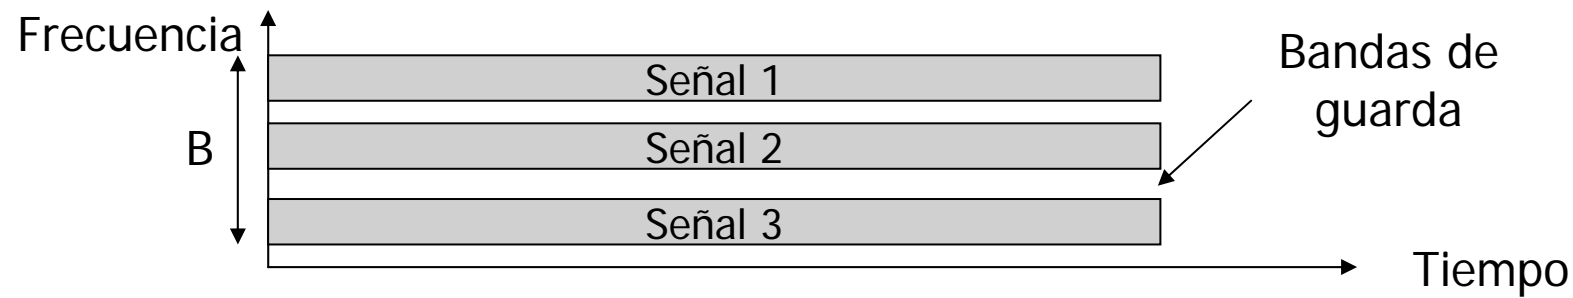 Frecuencia
Señal 1
Bandas de
guarda
B
Señal 2
Señal 3
Tiempo